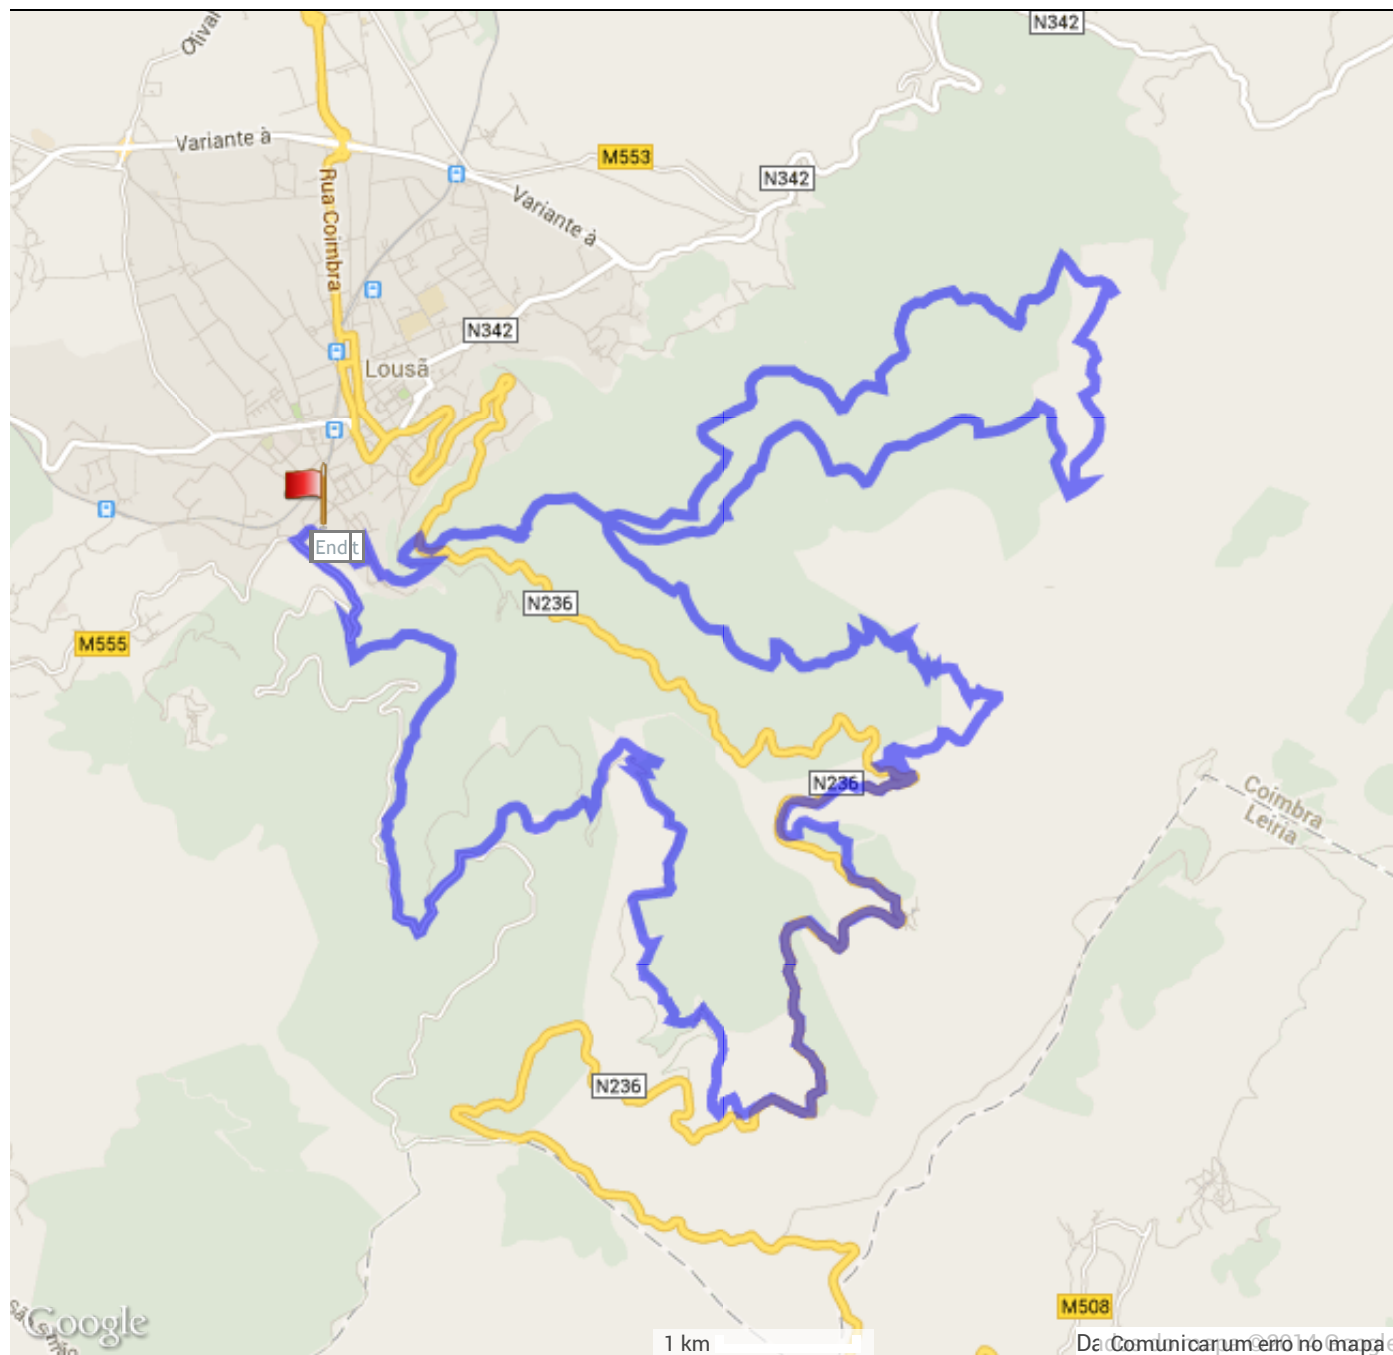 N342
Olival
Variante à
M553
N342
Rua Coimbra
Variante à
N342
Lousã
End
t
N236
M555
N236
Coimbra
Leiria
N236
M508
Google
1 km
Comunicar um erro no mapa